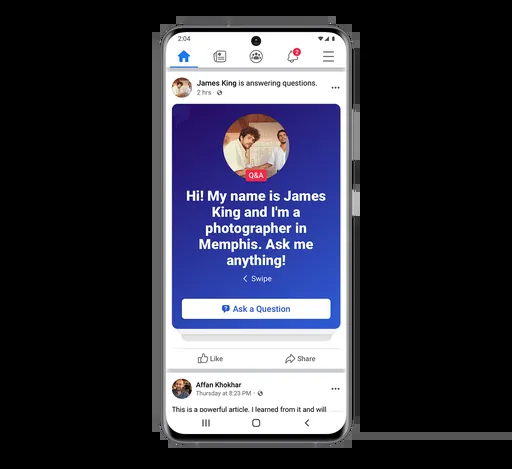 2:04
2
James King is answering questions.
2 hrs ·
Q&A
Hi! My name is James
King and I'm a
photographer in
Memphis. Ask me
anything!
Swipe
Ask a Question
Like
Share
Affan Khokhar
Thursday at 8:23 PM ·
This is a powerful article. I learned from it and will